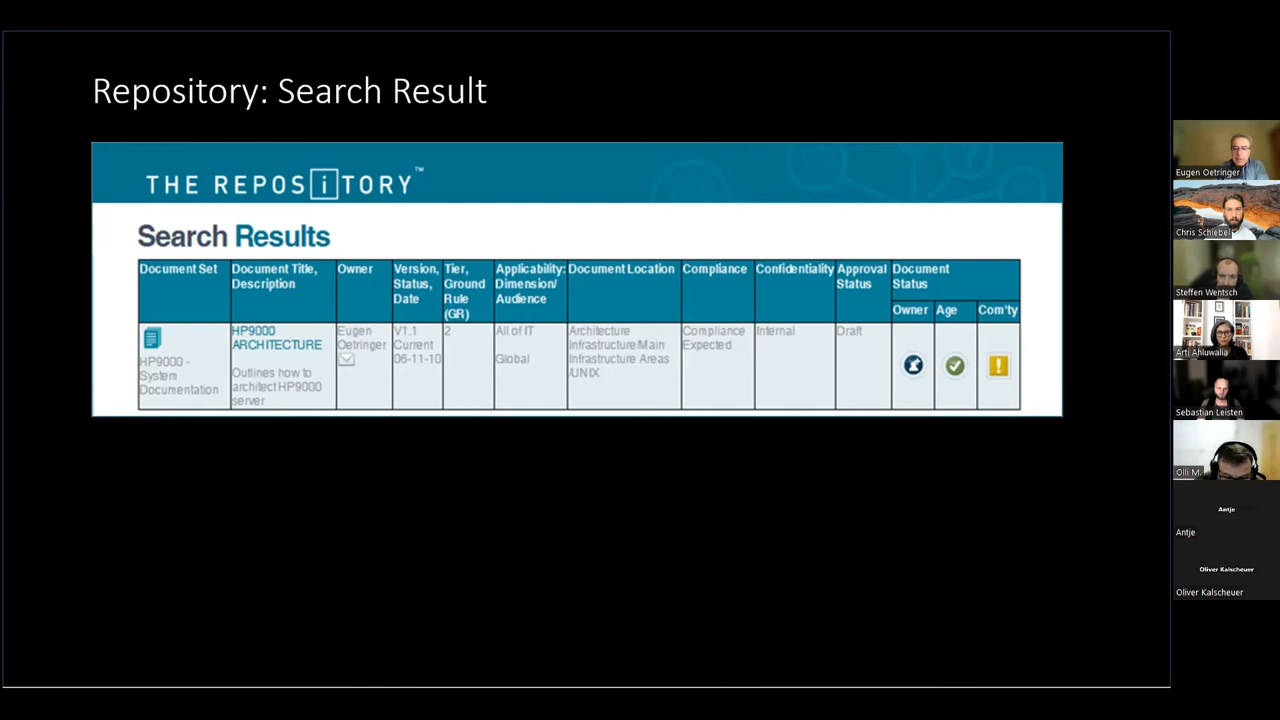 Repository: Search Result
THE REPOSiTORY™
Search Results
Document Set
Document Title,
Description
Owner
Version,
Status,
Date
Tier,
Ground
Rule
(GR)
Applicability:
Dimension/
Audience
Document Location
Compliance
Confidentiality
Approval
Status
Document
Status
Owner
Age
Com'ty
HP9000 -
System
Documentation
HP9000
ARCHITECTURE
Outlines how to
architect HP9000
server
Eugen
Oetringer
V1.1
Current
06-11-10
2
All of IT
Global
Architecture
Infrastructure/Main
Infrastructure Areas
/UNIX
Compliance
Expected
Internal
Draft
Eugen Oetringer
Chris Schiebel
Steffen Wentsch
Arti Ahluwalia
Sebastian Leisten
Olli M.
Antje
Antje
Oliver Kalscheuer
Oliver Kalscheuer